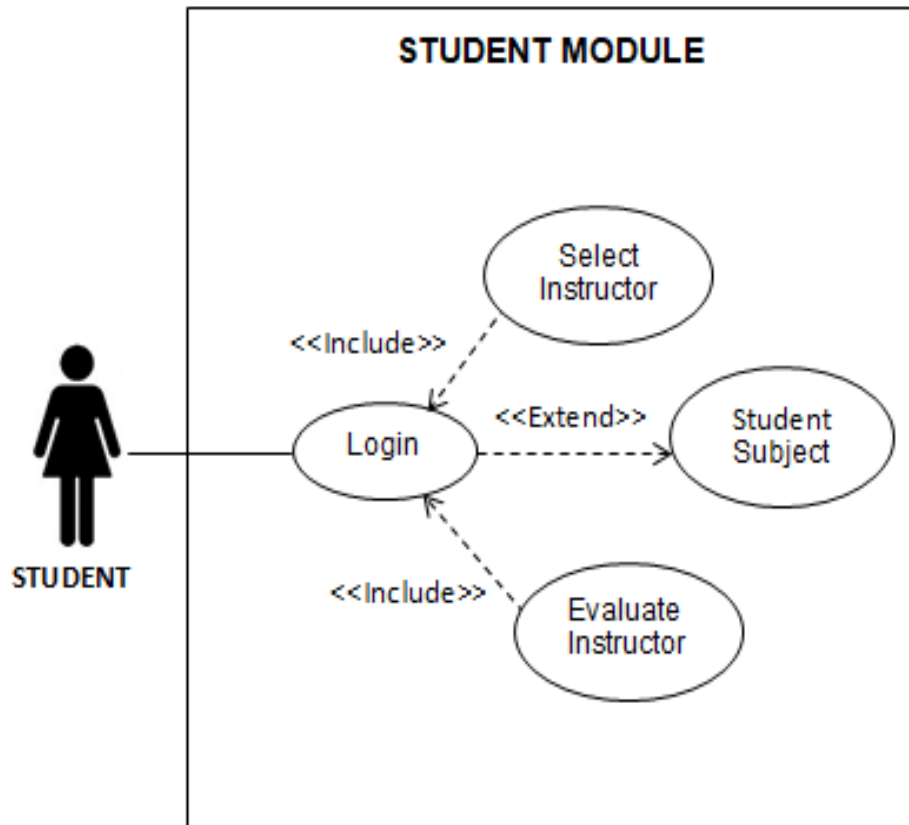 STUDENT MODULE
Select
Instructor
<<Include>>
Login
<<Extend>>
Student
Subject
STUDENT
<<Include>>
Evaluate
Instructor